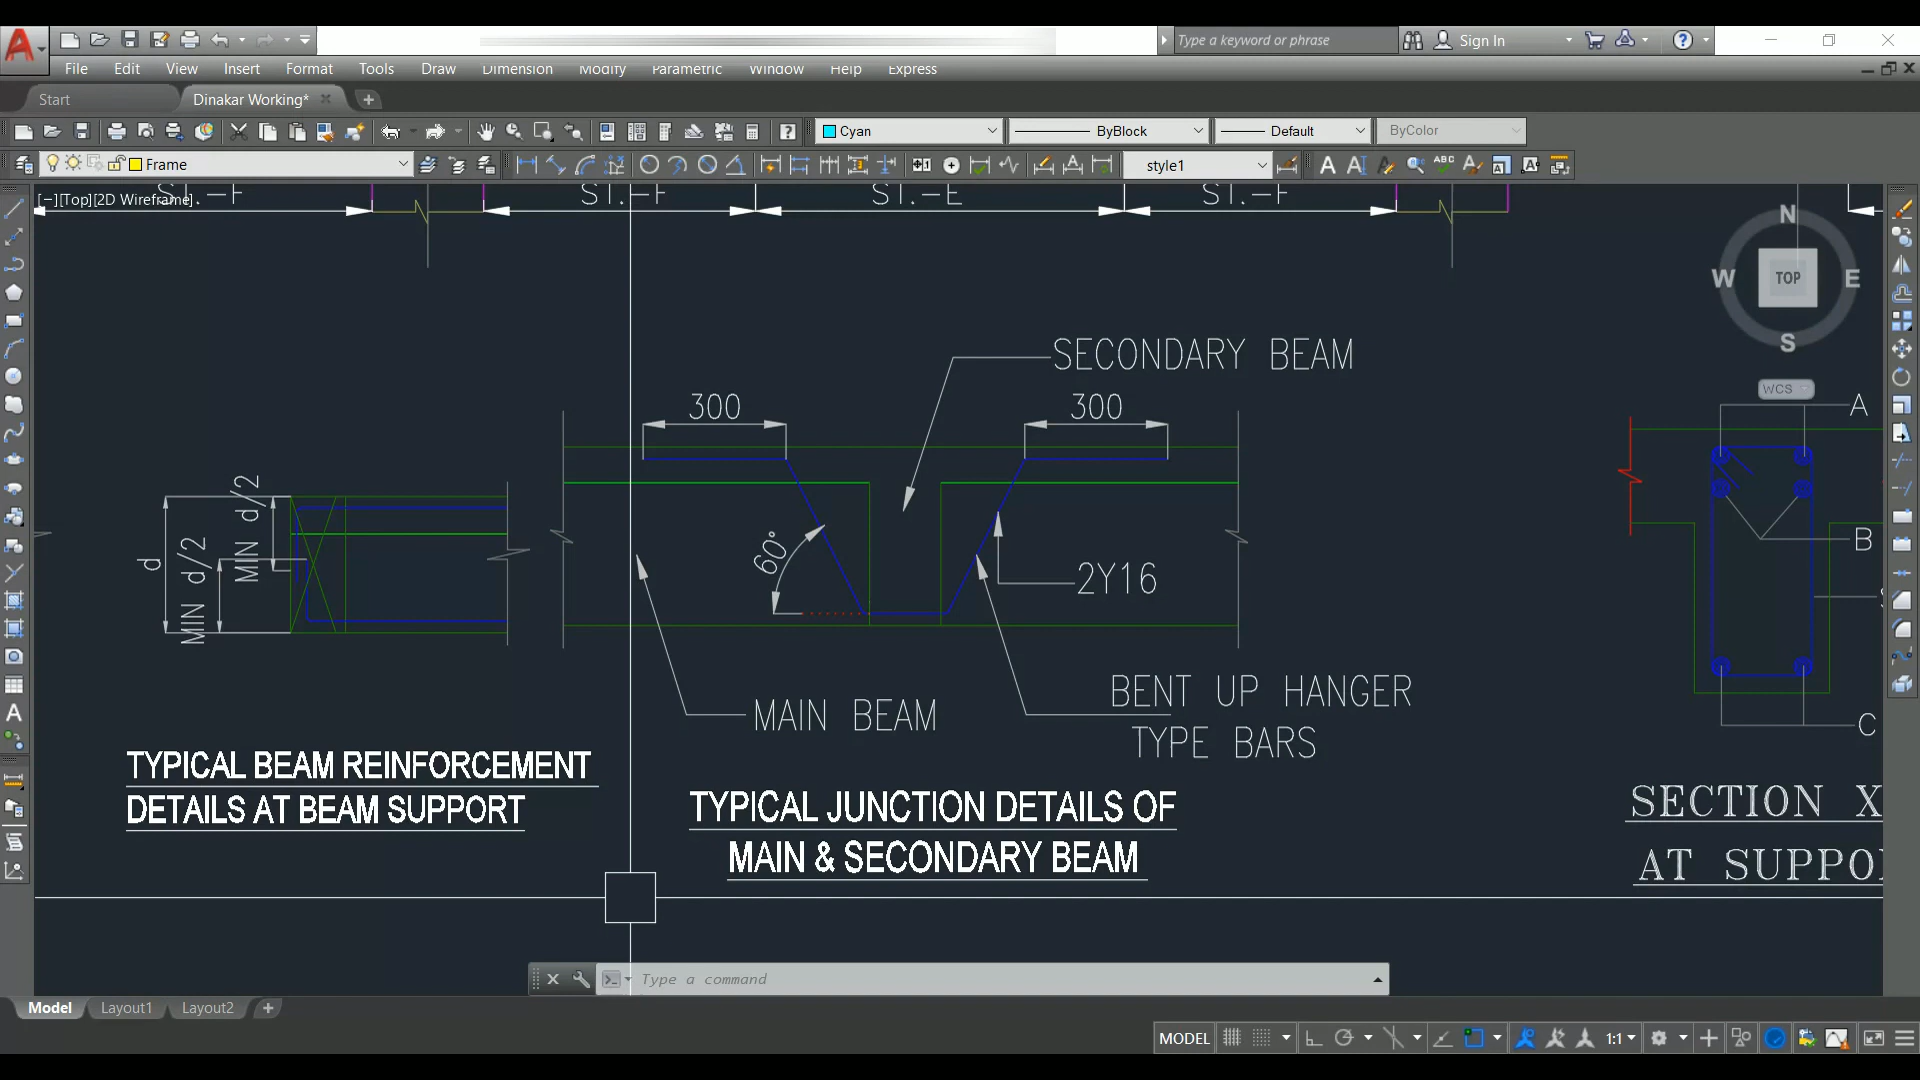 Type a keyword or phrase
Sign In
File Edit View Insert Format Tools Draw Dimension Modify Parametric Window Help Express
Start
Dinakar Working*
Cyan
ByBlock
Default
ByColor
Frame
style1
[−][Top][2D Wireframe]
ST.-F
ST.-F
ST.-E
ST.-F
N
W
TOP
E
S
WCS
SECONDARY BEAM
300
300
A
MIN d/2
d
MIN d/2
60°
2Y16
B
MAIN BEAM
BENT UP HANGER
TYPE BARS
C
TYPICAL BEAM REINFORCEMENT
DETAILS AT BEAM SUPPORT
TYPICAL JUNCTION DETAILS OF
MAIN & SECONDARY BEAM
SECTION X
AT SUPPO
Type a command
Model
Layout1
Layout2
MODEL
1:1